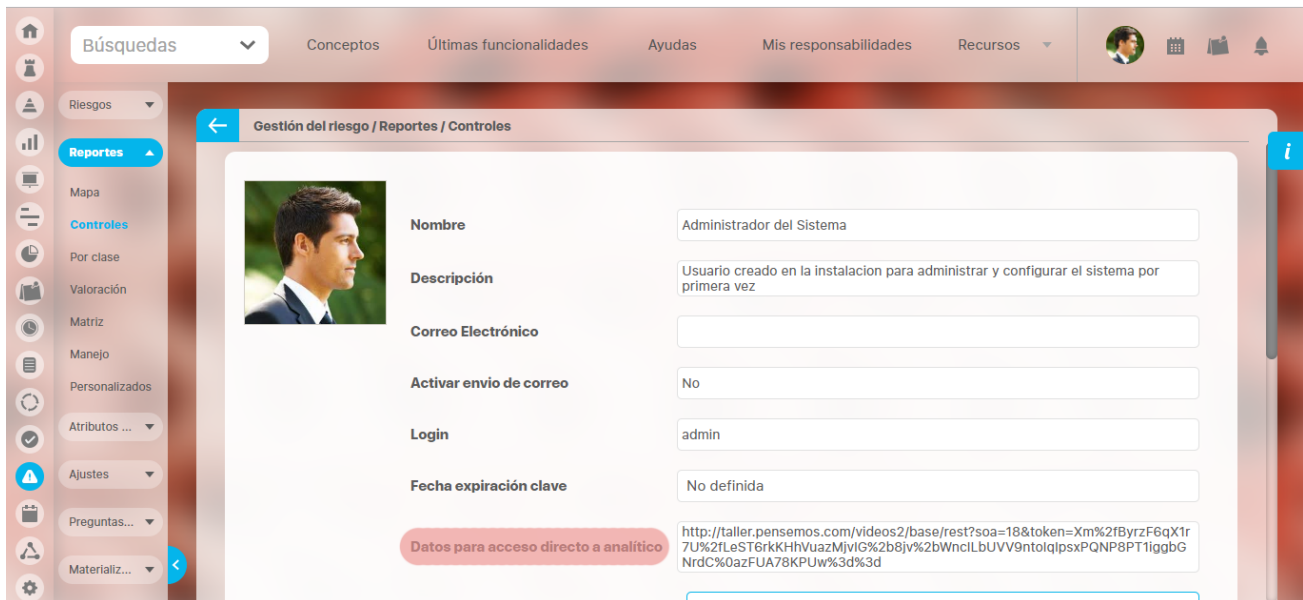 Búsquedas
Conceptos
Últimas funcionalidades
Ayudas
Mis responsabilidades
Recursos
Riesgos
Reportes
Mapa
Controles
Por clase
Valoración
Matriz
Manejo
Personalizados
Atributos ...
Ajustes
Preguntas...
Materializ...
Gestión del riesgo / Reportes / Controles
i
Nombre
Administrador del Sistema
Descripción
Usuario creado en la instalacion para administrar y configurar el sistema por
primera vez
Correo Electrónico
Activar envio de correo
No
Login
admin
Fecha expiración clave
No definida
Datos para acceso directo a analítico
http://taller.pensemos.com/videos2/base/rest?soa=18&token=Xm%2fByrzF6qX1r
7U%2fLeST6rkKHhVuazMjvlG%2b8jv%2bWncILbUVV9ntolqlpsxPQNP8PT1iggbG
NrdC%0azFUA78KPUw%3d%3d